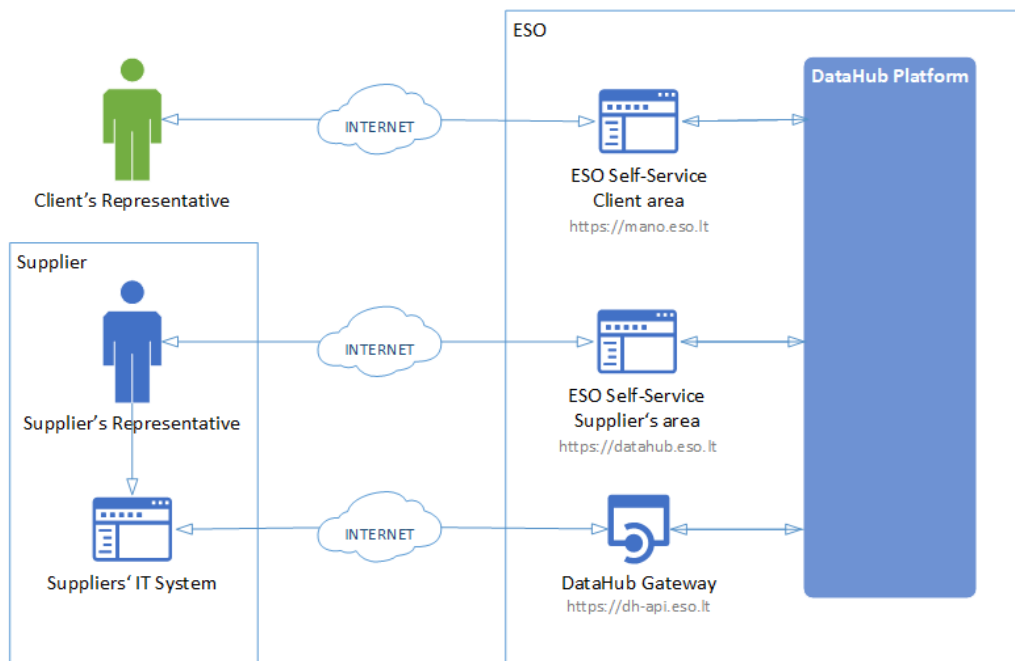 ESO
DataHub Platform
INTERNET
Client's Representative
ESO Self-Service
Client area
https://mano.eso.lt
Supplier
INTERNET
Supplier's Representative
ESO Self-Service
Supplier‘s area
https://datahub.eso.lt
INTERNET
Suppliers‘ IT System
DataHub Gateway
https://dh-api.eso.lt